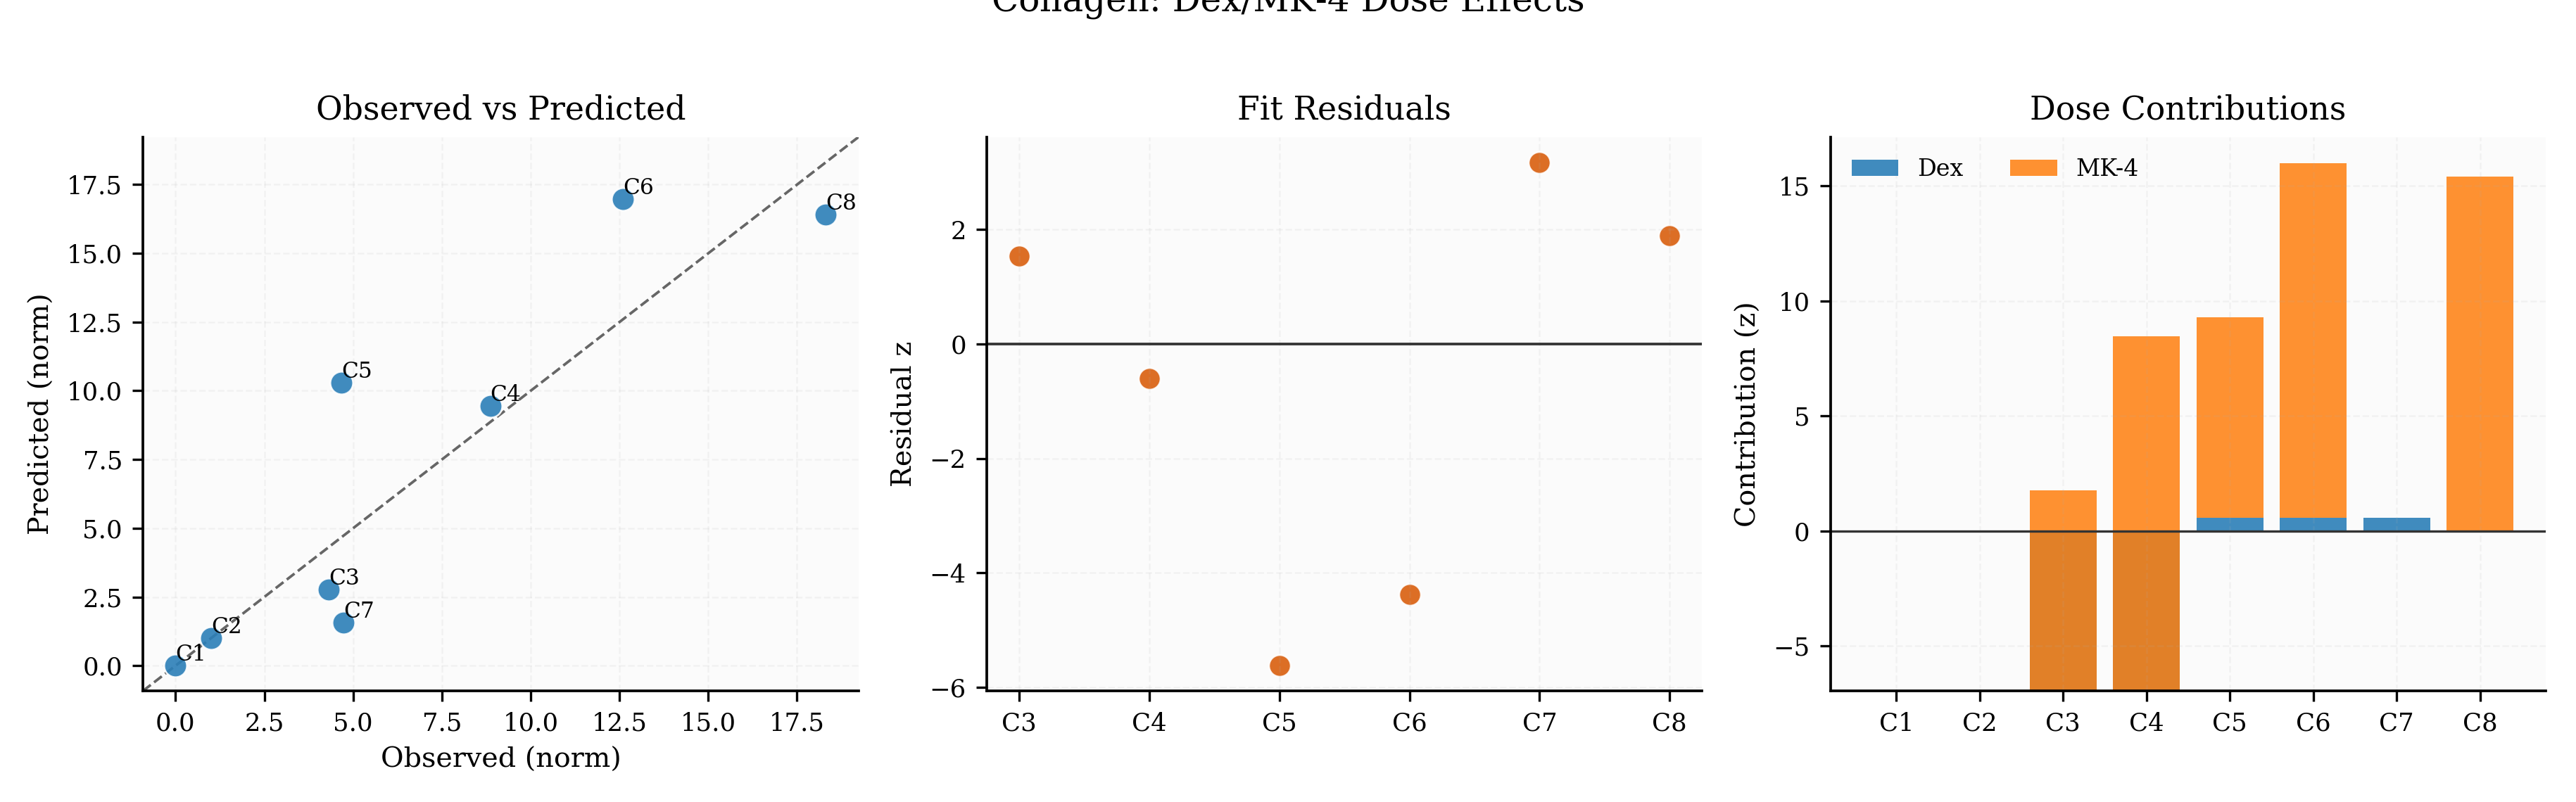 Collagen: Dex/MK-4 Dose Effects
Observed vs Predicted
Predicted (norm)
17.5
15.0
12.5
10.0
7.5
5.0
2.5
0.0
C6
C8
C5
C4
C3
C7
C2
C1
0.0 2.5 5.0 7.5 10.0 12.5 15.0 17.5
Observed (norm)
Fit Residuals
Residual z
2
0
−2
−4
−6
C3 C4 C5 C6 C7 C8
Dose Contributions
Dex MK-4
Contribution (z)
15
10
5
0
−5
C1 C2 C3 C4 C5 C6 C7 C8